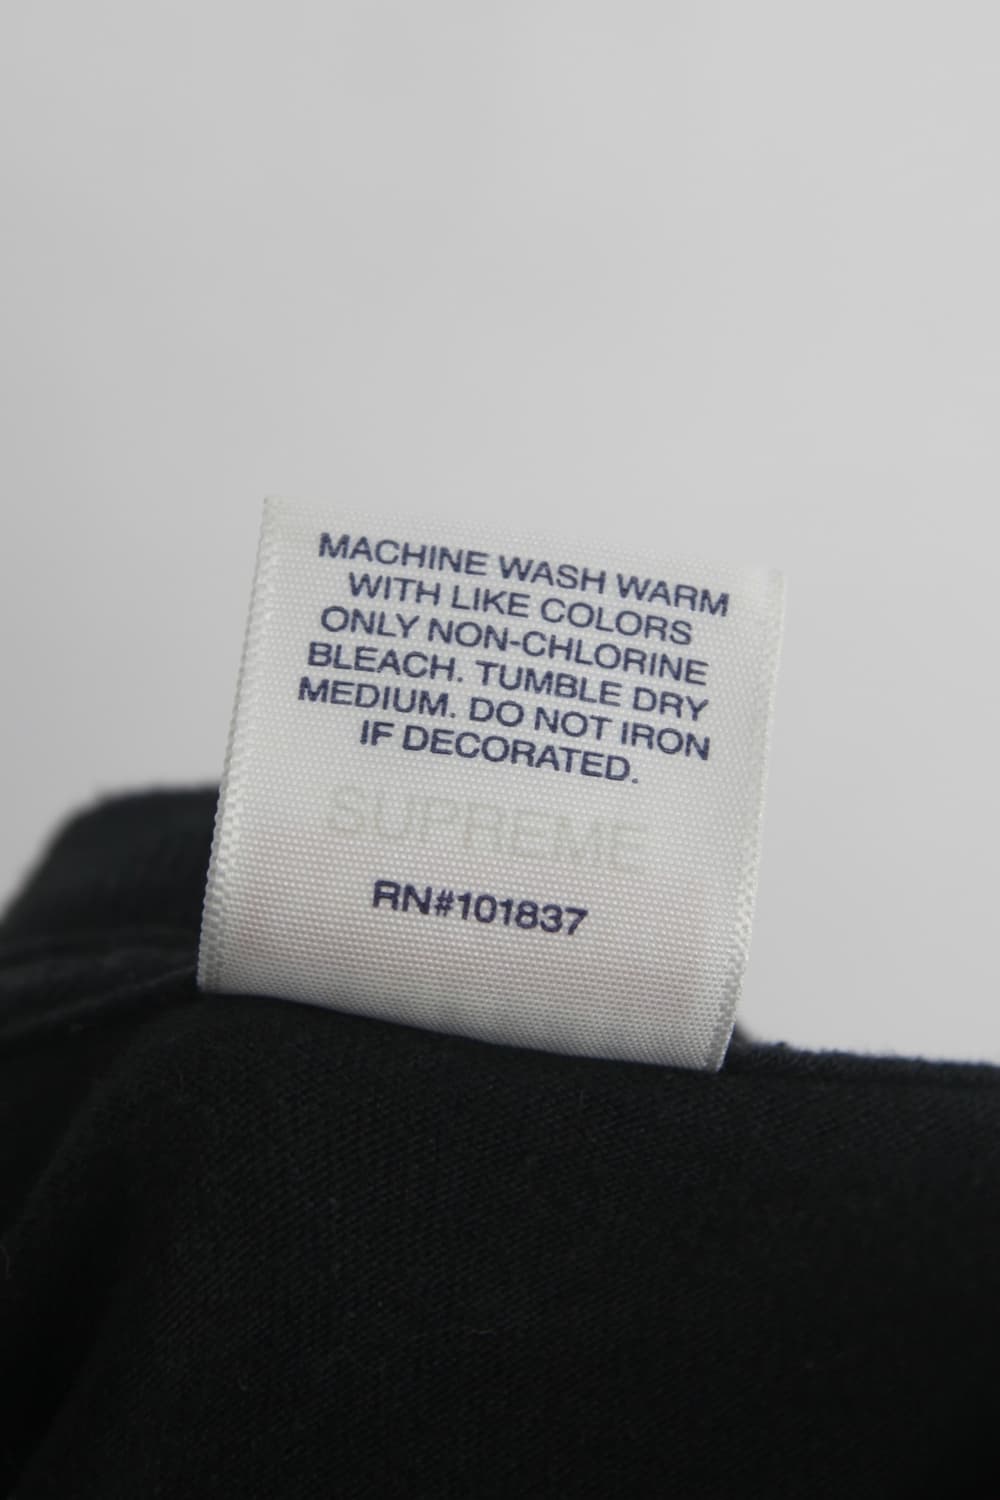 MACHINE WASH WARM
WITH LIKE COLORS
ONLY NON-CHLORINE
BLEACH. TUMBLE DRY
MEDIUM. DO NOT IRON
IF DECORATED.
SUPREME
RN#101837